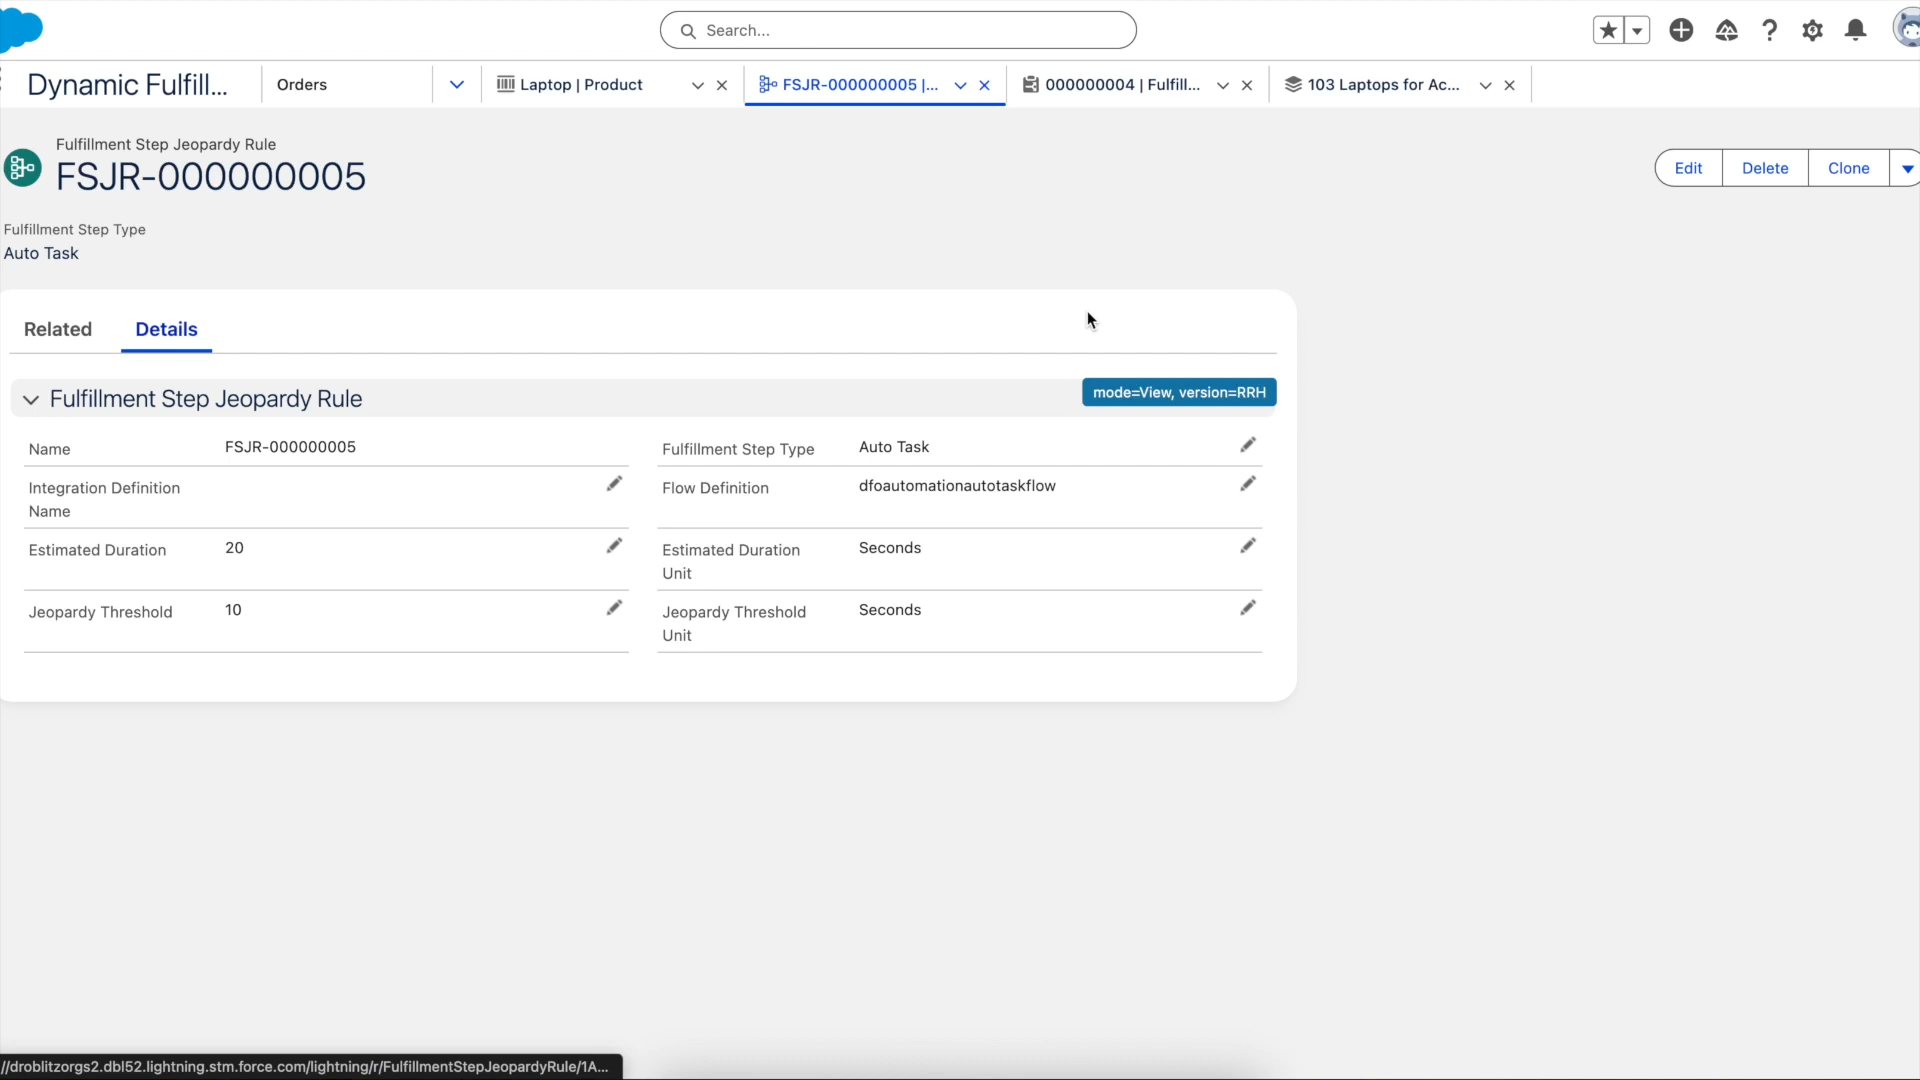 Search...
Dynamic Fulfill...
Orders
Laptop | Product
FSJR-000000005 |...
000000004 | Fulfill...
103 Laptops for Ac...
Fulfillment Step Jeopardy Rule
FSJR-000000005
Edit
Delete
Clone
Fulfillment Step Type
Auto Task
Related
Details
Fulfillment Step Jeopardy Rule
mode=View, version=RRH
Name
FSJR-000000005
Fulfillment Step Type
Auto Task
Integration Definition
Name
Flow Definition
dfoautomationautotaskflow
Estimated Duration
20
Estimated Duration
Unit
Seconds
Jeopardy Threshold
10
Jeopardy Threshold
Unit
Seconds
//droblitzorgs2.dbl52.lightning.stm.force.com/lightning/r/FulfillmentStepJeopardyRule/1A...